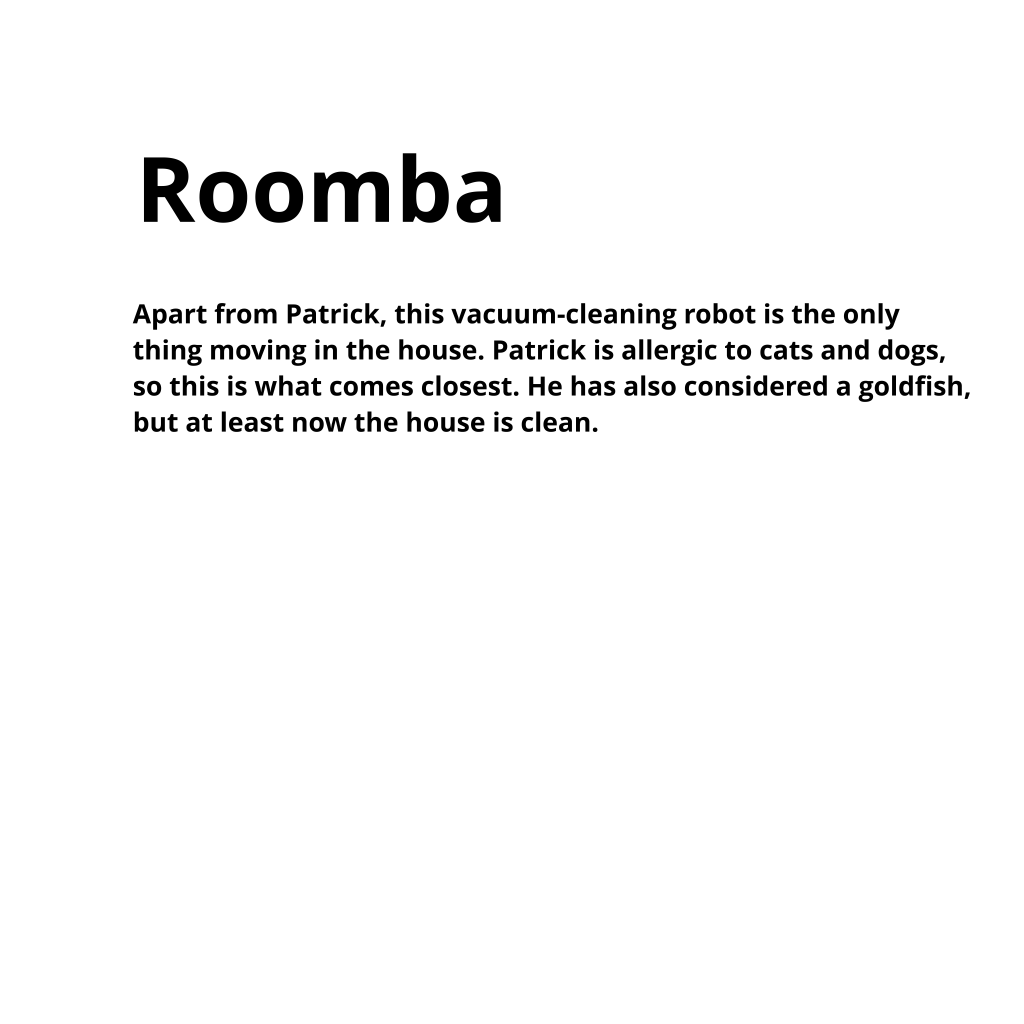 Roomba
Apart from Patrick, this vacuum-cleaning robot is the only
thing moving in the house. Patrick is allergic to cats and dogs,
so this is what comes closest. He has also considered a goldfish,
but at least now the house is clean.